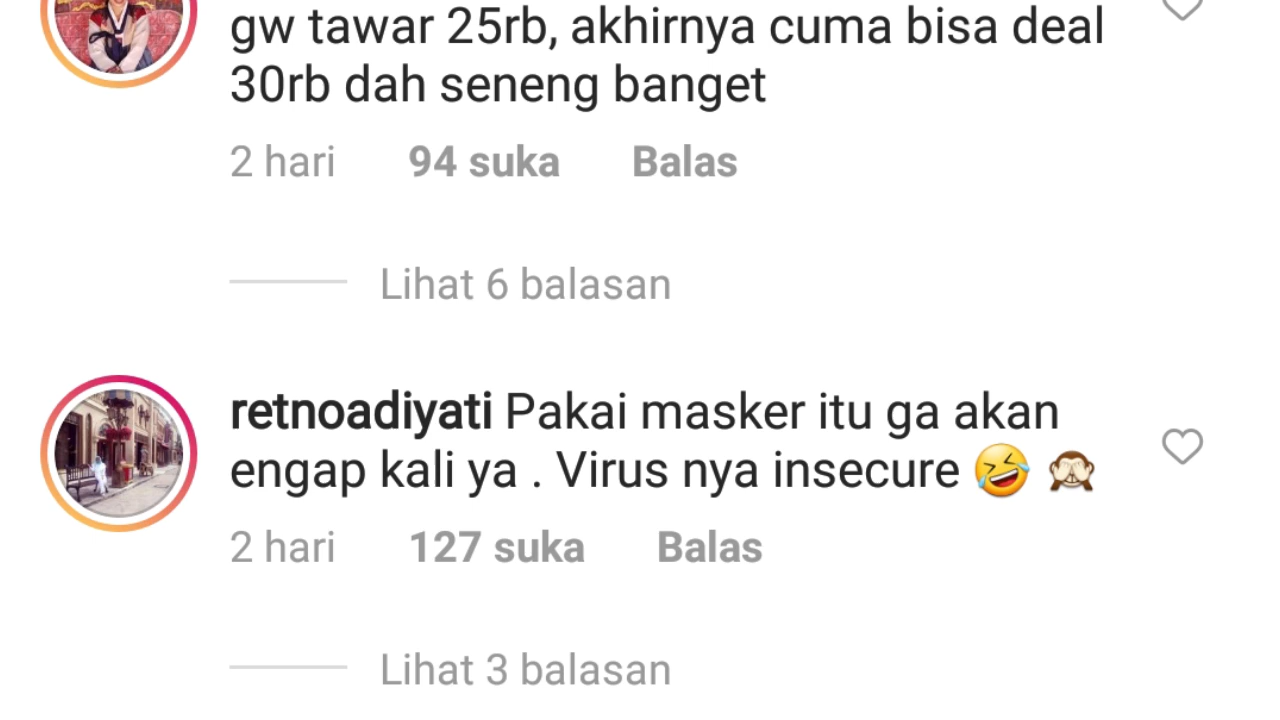 gw tawar 25rb, akhirnya cuma bisa deal
30rb dah seneng banget
2 hari 94 suka Balas
Lihat 6 balasan
retnoadiyati Pakai masker itu ga akan
engap kali ya . Virus nya insecure 🤣 🙈
2 hari 127 suka Balas
Lihat 3 balasan